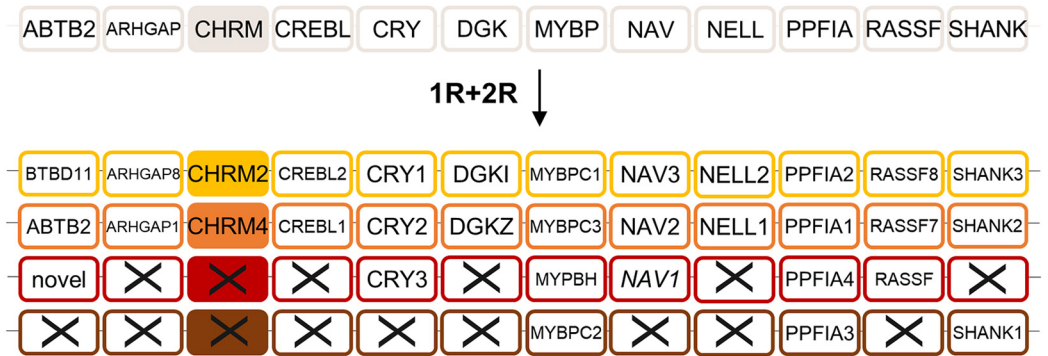 ABTB2 ARHGAP CHRM CREBL CRY DGK MYBP NAV NELL PPFIA RASSF SHANK
1R+2R
BTBD11 ARHGAP8 CHRM2 CREBL2 CRY1 DGKI MYBPC1 NAV3 NELL2 PPFIA2 RASSF8 SHANK3
ABTB2 ARHGAP1 CHRM4 CREBL1 CRY2 DGKZ MYBPC3 NAV2 NELL1 PPFIA1 RASSF7 SHANK2
novel CRY3 MYPBH NAV1 PPFIA4 RASSF
MYBPC2 PPFIA3 SHANK1